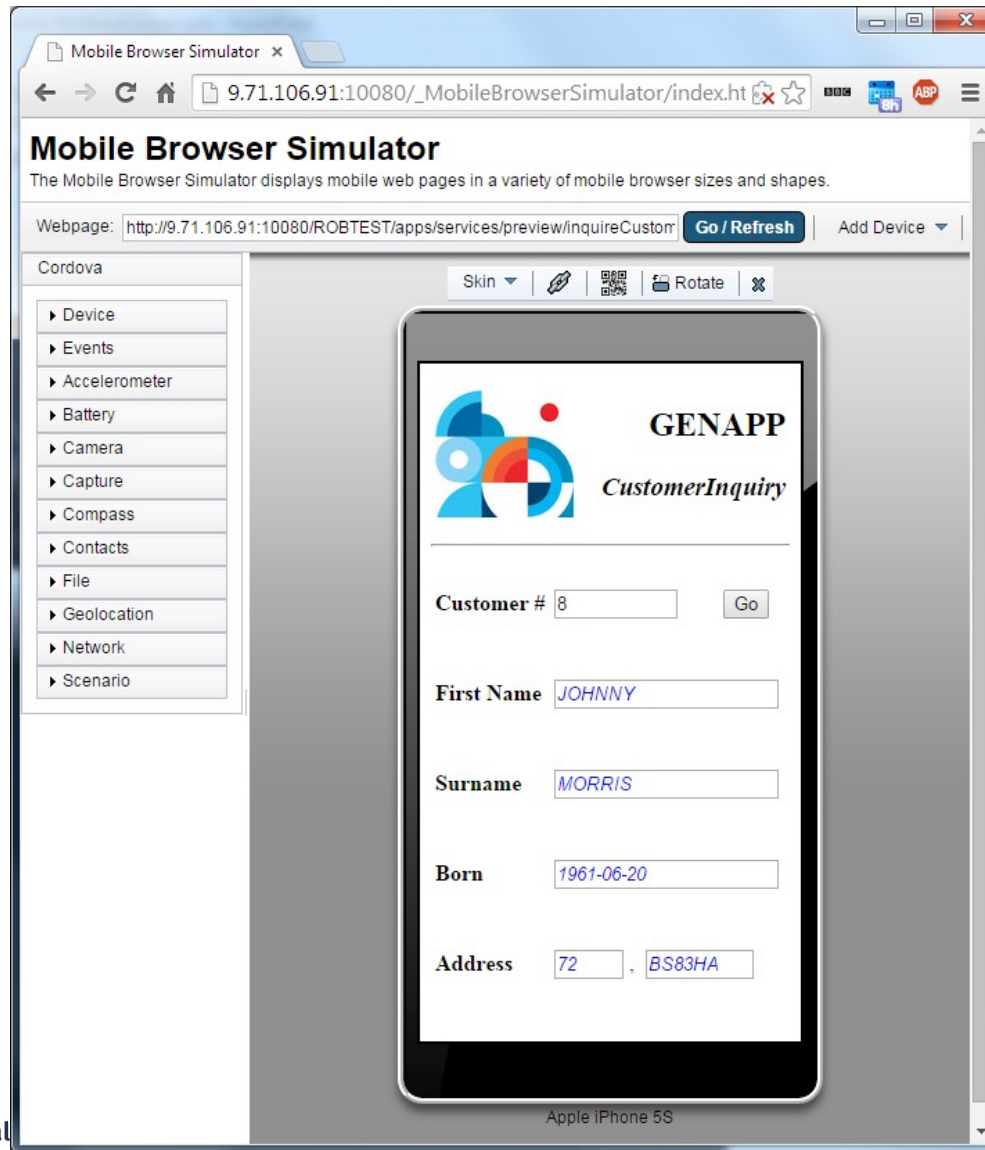 Mobile Browser Simulator
9.71.106.91:10080/_MobileBrowserSimulator/index.ht
BBC
8h
ABP
Mobile Browser Simulator
The Mobile Browser Simulator displays mobile web pages in a variety of mobile browser sizes and shapes.
Webpage: http://9.71.106.91:10080/ROBTEST/apps/services/preview/inquireCustom Go / Refresh Add Device
Cordova
Skin Rotate
Device
Events
Accelerometer
Battery
Camera
Capture
Compass
Contacts
File
Geolocation
Network
Scenario
GENAPP
CustomerInquiry
Customer # 8 Go
First Name JOHNNY
Surname MORRIS
Born 1961-06-20
Address 72 , BS83HA
Apple iPhone 5S